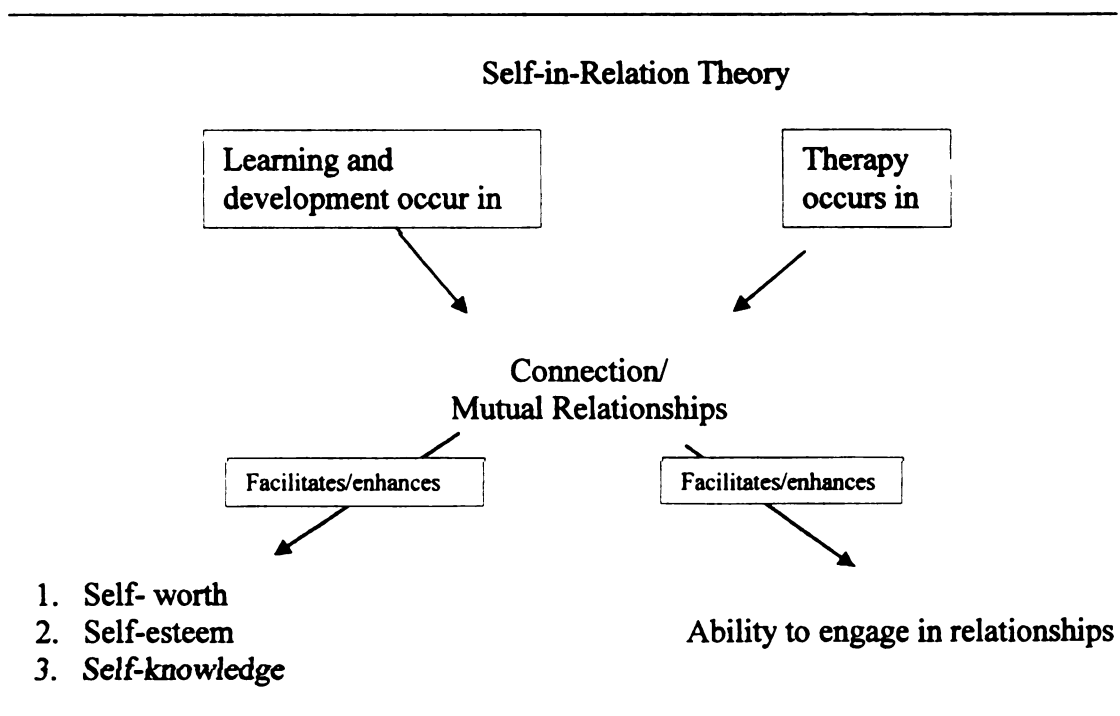 Self-in-Relation Theory
Learning and
development occur in
Therapy
occurs in
Connection/
Mutual Relationships
Facilitates/enhances
Facilitates/enhances
1. Self- worth
2. Self-esteem
3. Self-knowledge
Ability to engage in relationships